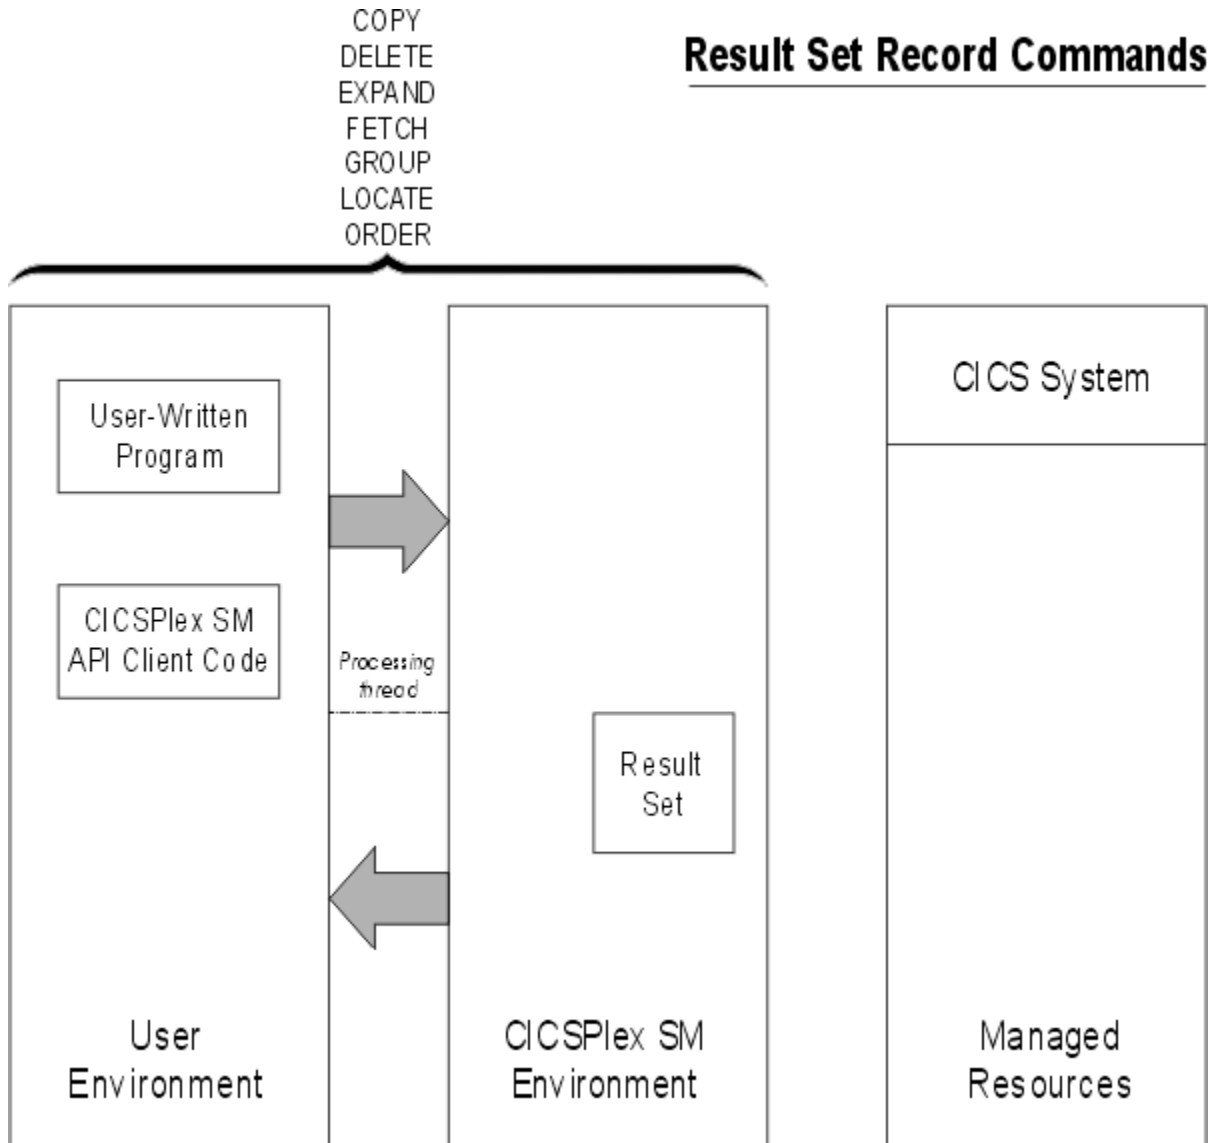 COPY
DELETE
EXPAND
FETCH
GROUP
LOCATE
ORDER
Result Set Record Commands
User-Written
Program
CICSPlex SM
API Client Code
Processing
thread
Result
Set
CICS System
User
Environment
CICSPlex SM
Environment
Managed
Resources